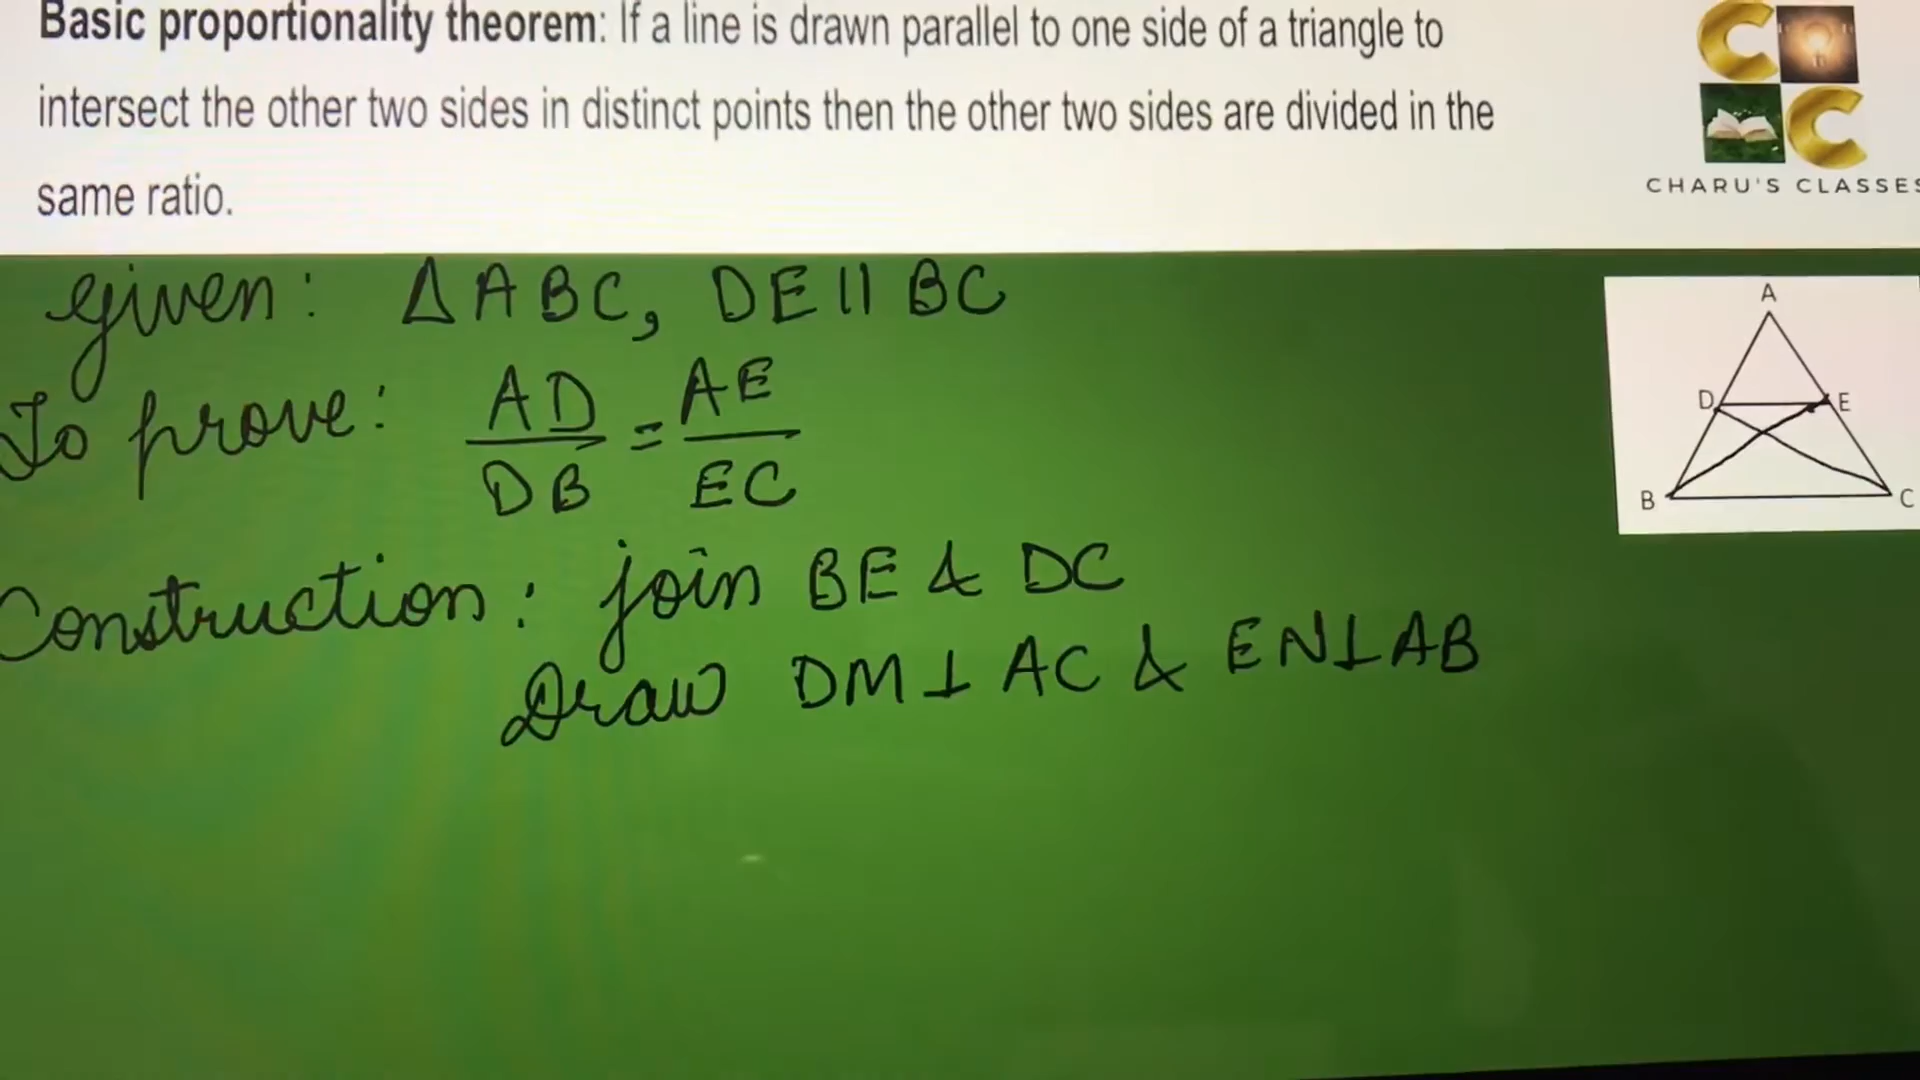 Basic proportionality theorem: If a line is drawn parallel to one side of a triangle to
intersect the other two sides in distinct points then the other two sides are divided in the
same ratio.
CHARU'S CLASSES
given: Δ ABC, DE || BC
To prove: AD/DB = AE/EC
Construction: join BE & DC
Draw DM ⊥ AC & EN ⊥ AB
A
D E
B C